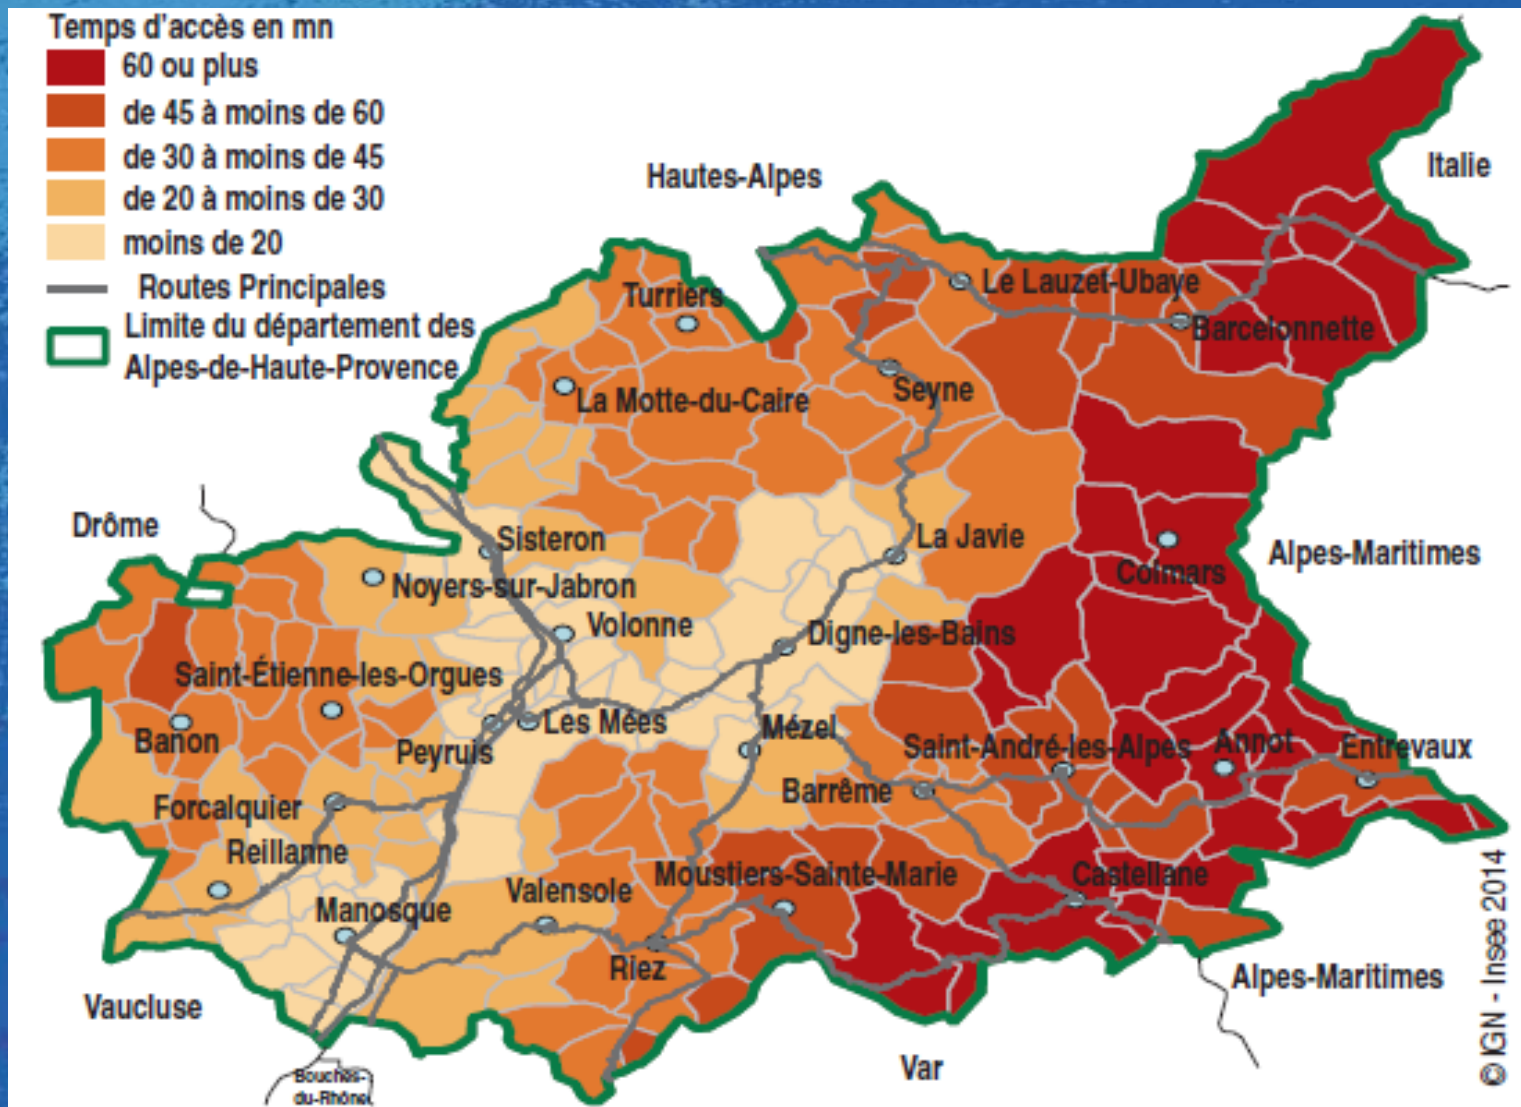 Temps d'accès en mn
60 ou plus
de 45 à moins de 60
de 30 à moins de 45
de 20 à moins de 30
moins de 20
Routes Principales
Limite du département des
Alpes-de-Haute-Provence
Hautes-Alpes
Italie
Turriers
Le Lauzet-Ubaye
Barcelonnette
La Motte-du-Caire
Seyne
Drôme
Sisteron
La Javie
Alpes-Maritimes
Colmars
Noyers-sur-Jabron
Volonne
Digne-les-Bains
Saint-Étienne-les-Orgues
Banon
Peyruis
Les Mées
Mézel
Saint-André-les-Alpes
Annot
Entrevaux
Forcalquier
Barrême
Reillanne
Moustiers-Sainte-Marie
Castellane
Valensole
Manosque
Riez
Vaucluse
Alpes-Maritimes
Var
Bouches-
du-Rhône
© IGN - Insee 2014